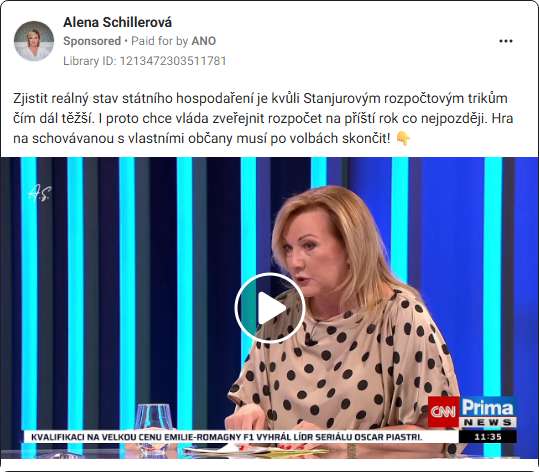 Alena Schillerová
Sponsored • Paid for by ANO
Library ID: 1213472303511781
Zjistit reálný stav státního hospodaření je kvůli Stanjurovým rozpočtovým trikům
čím dál těžší. I proto chce vláda zveřejnit rozpočet na příští rok co nejpozději. Hra
na schovávanou s vlastními občany musí po volbách skončit! 👇
A.S.
CNN Prima
NEWS
KVALIFIKACI NA VELKOU CENU EMILIE-ROMAGNY F1 VYHRÁL LÍDR SERIÁLU OSCAR PIASTRI.
11:35